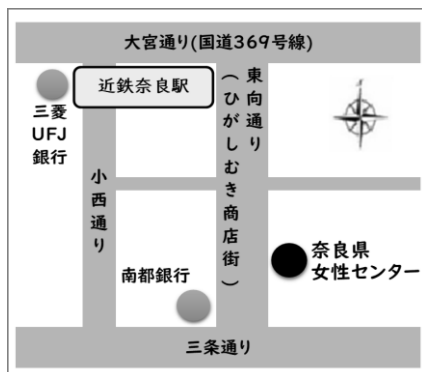 大宮通り(国道369号線)
近鉄奈良駅
三菱
UFJ
銀行
小西通り
東向通り
(ひがしむき商店街)
南都銀行
奈良県
女性センター
三条通り